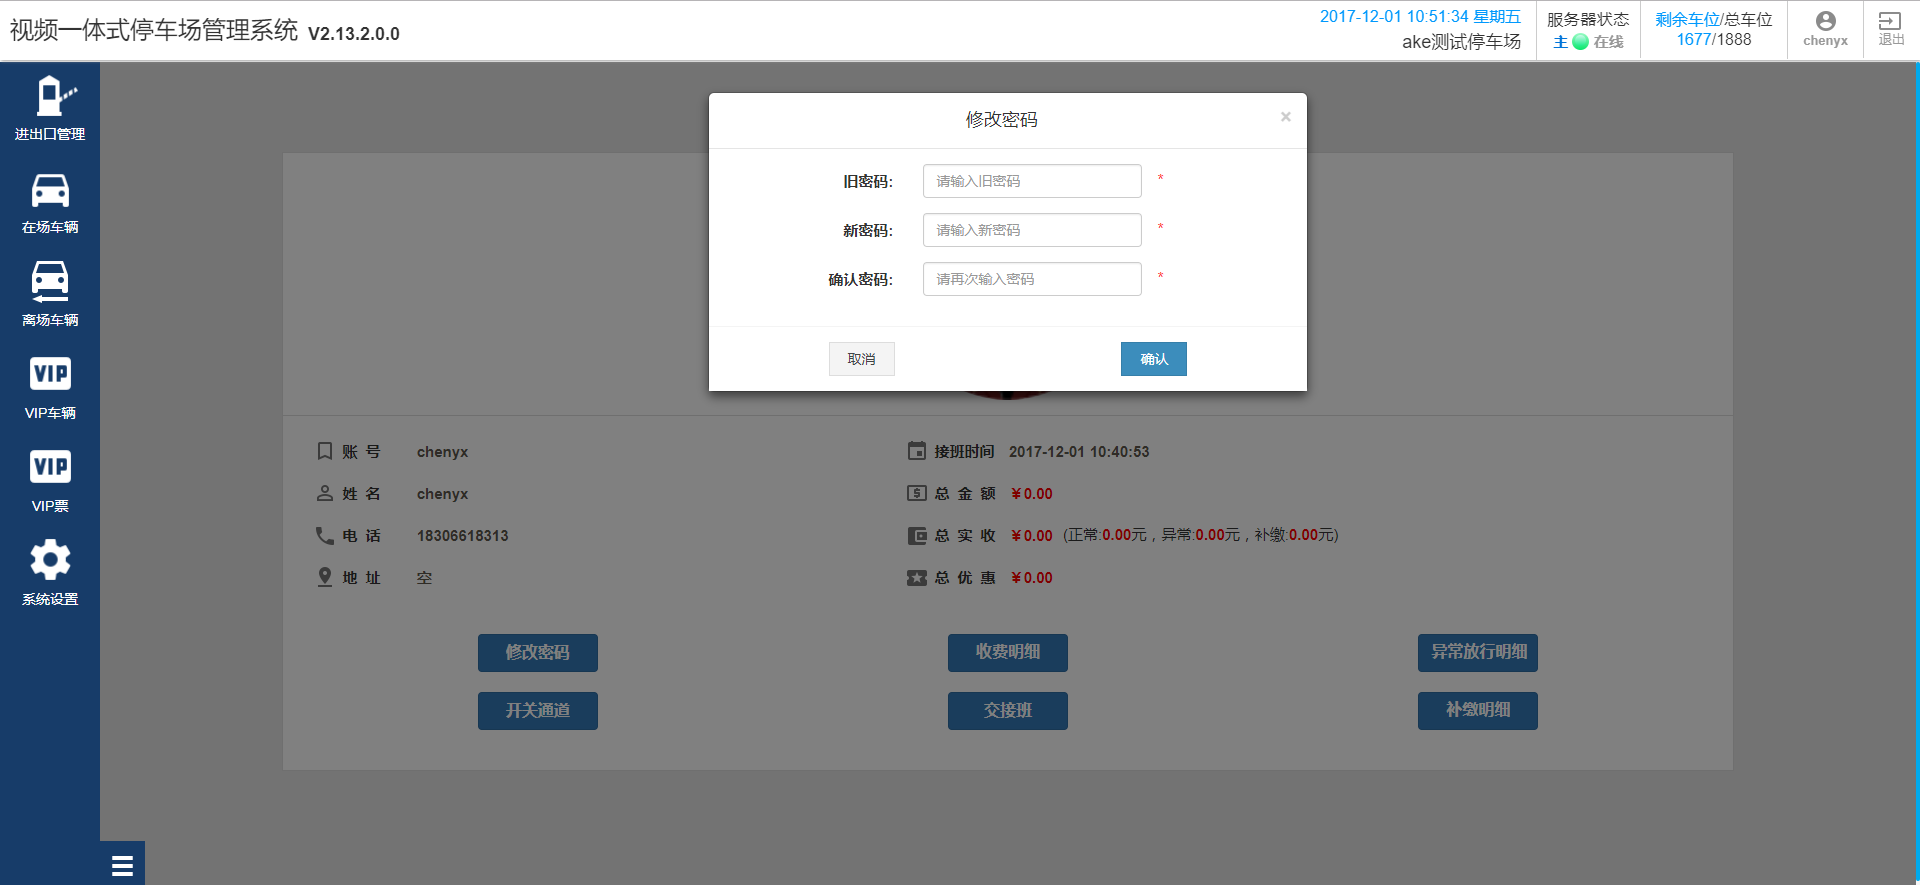 视频一体式停车场管理系统 V2.13.2.0.0
2017-12-01 10:51:34 星期五
ake测试停车场
服务器状态
主 在线
剩余车位/总车位
1677/1888
chenyx
退出
进出口管理
在场车辆
离场车辆
VIP
VIP车辆
VIP
VIP票
系统设置
修改密码 ×
旧密码: 请输入旧密码 *
新密码: 请输入新密码 *
确认密码: 请再次输入密码 *
取消 确认
账 号 chenyx
接班时间 2017-12-01 10:40:53
姓 名 chenyx
总 金 额 ¥0.00
电 话 18306618313
总 实 收 ¥0.00 (正常:0.00元，异常:0.00元，补缴:0.00元)
地 址 空
总 优 惠 ¥0.00
修改密码 收费明细 异常放行明细
开关通道 交接班 补缴明细